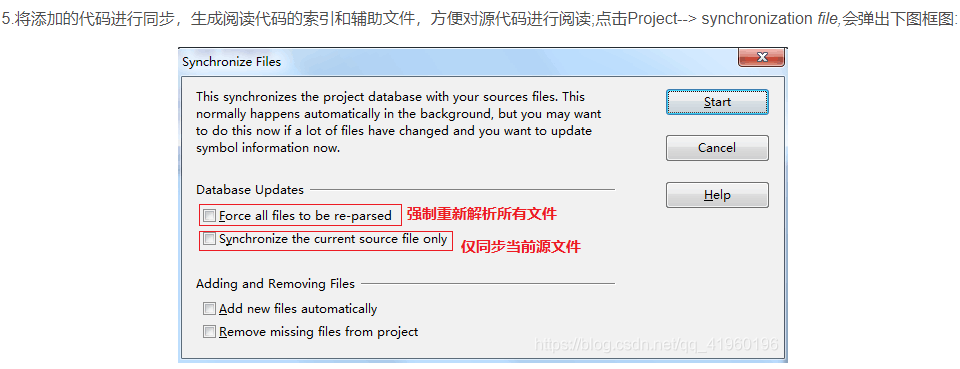 5.将添加的代码进行同步，生成阅读代码的索引和辅助文件，方便对源代码进行阅读;点击Project--> synchronization file,会弹出下图框图:
Synchronize Files
This synchronizes the project database with your sources files. This
normally happens automatically in the background, but you may want
to do this now if a lot of files have changed and you want to update
symbol information now.
Start
Cancel
Help
Database Updates
Force all files to be re-parsed 强制重新解析所有文件
Synchronize the current source file only 仅同步当前源文件
Adding and Removing Files
Add new files automatically
Remove missing files from project
https://blog.csdn.net/qq_41960196